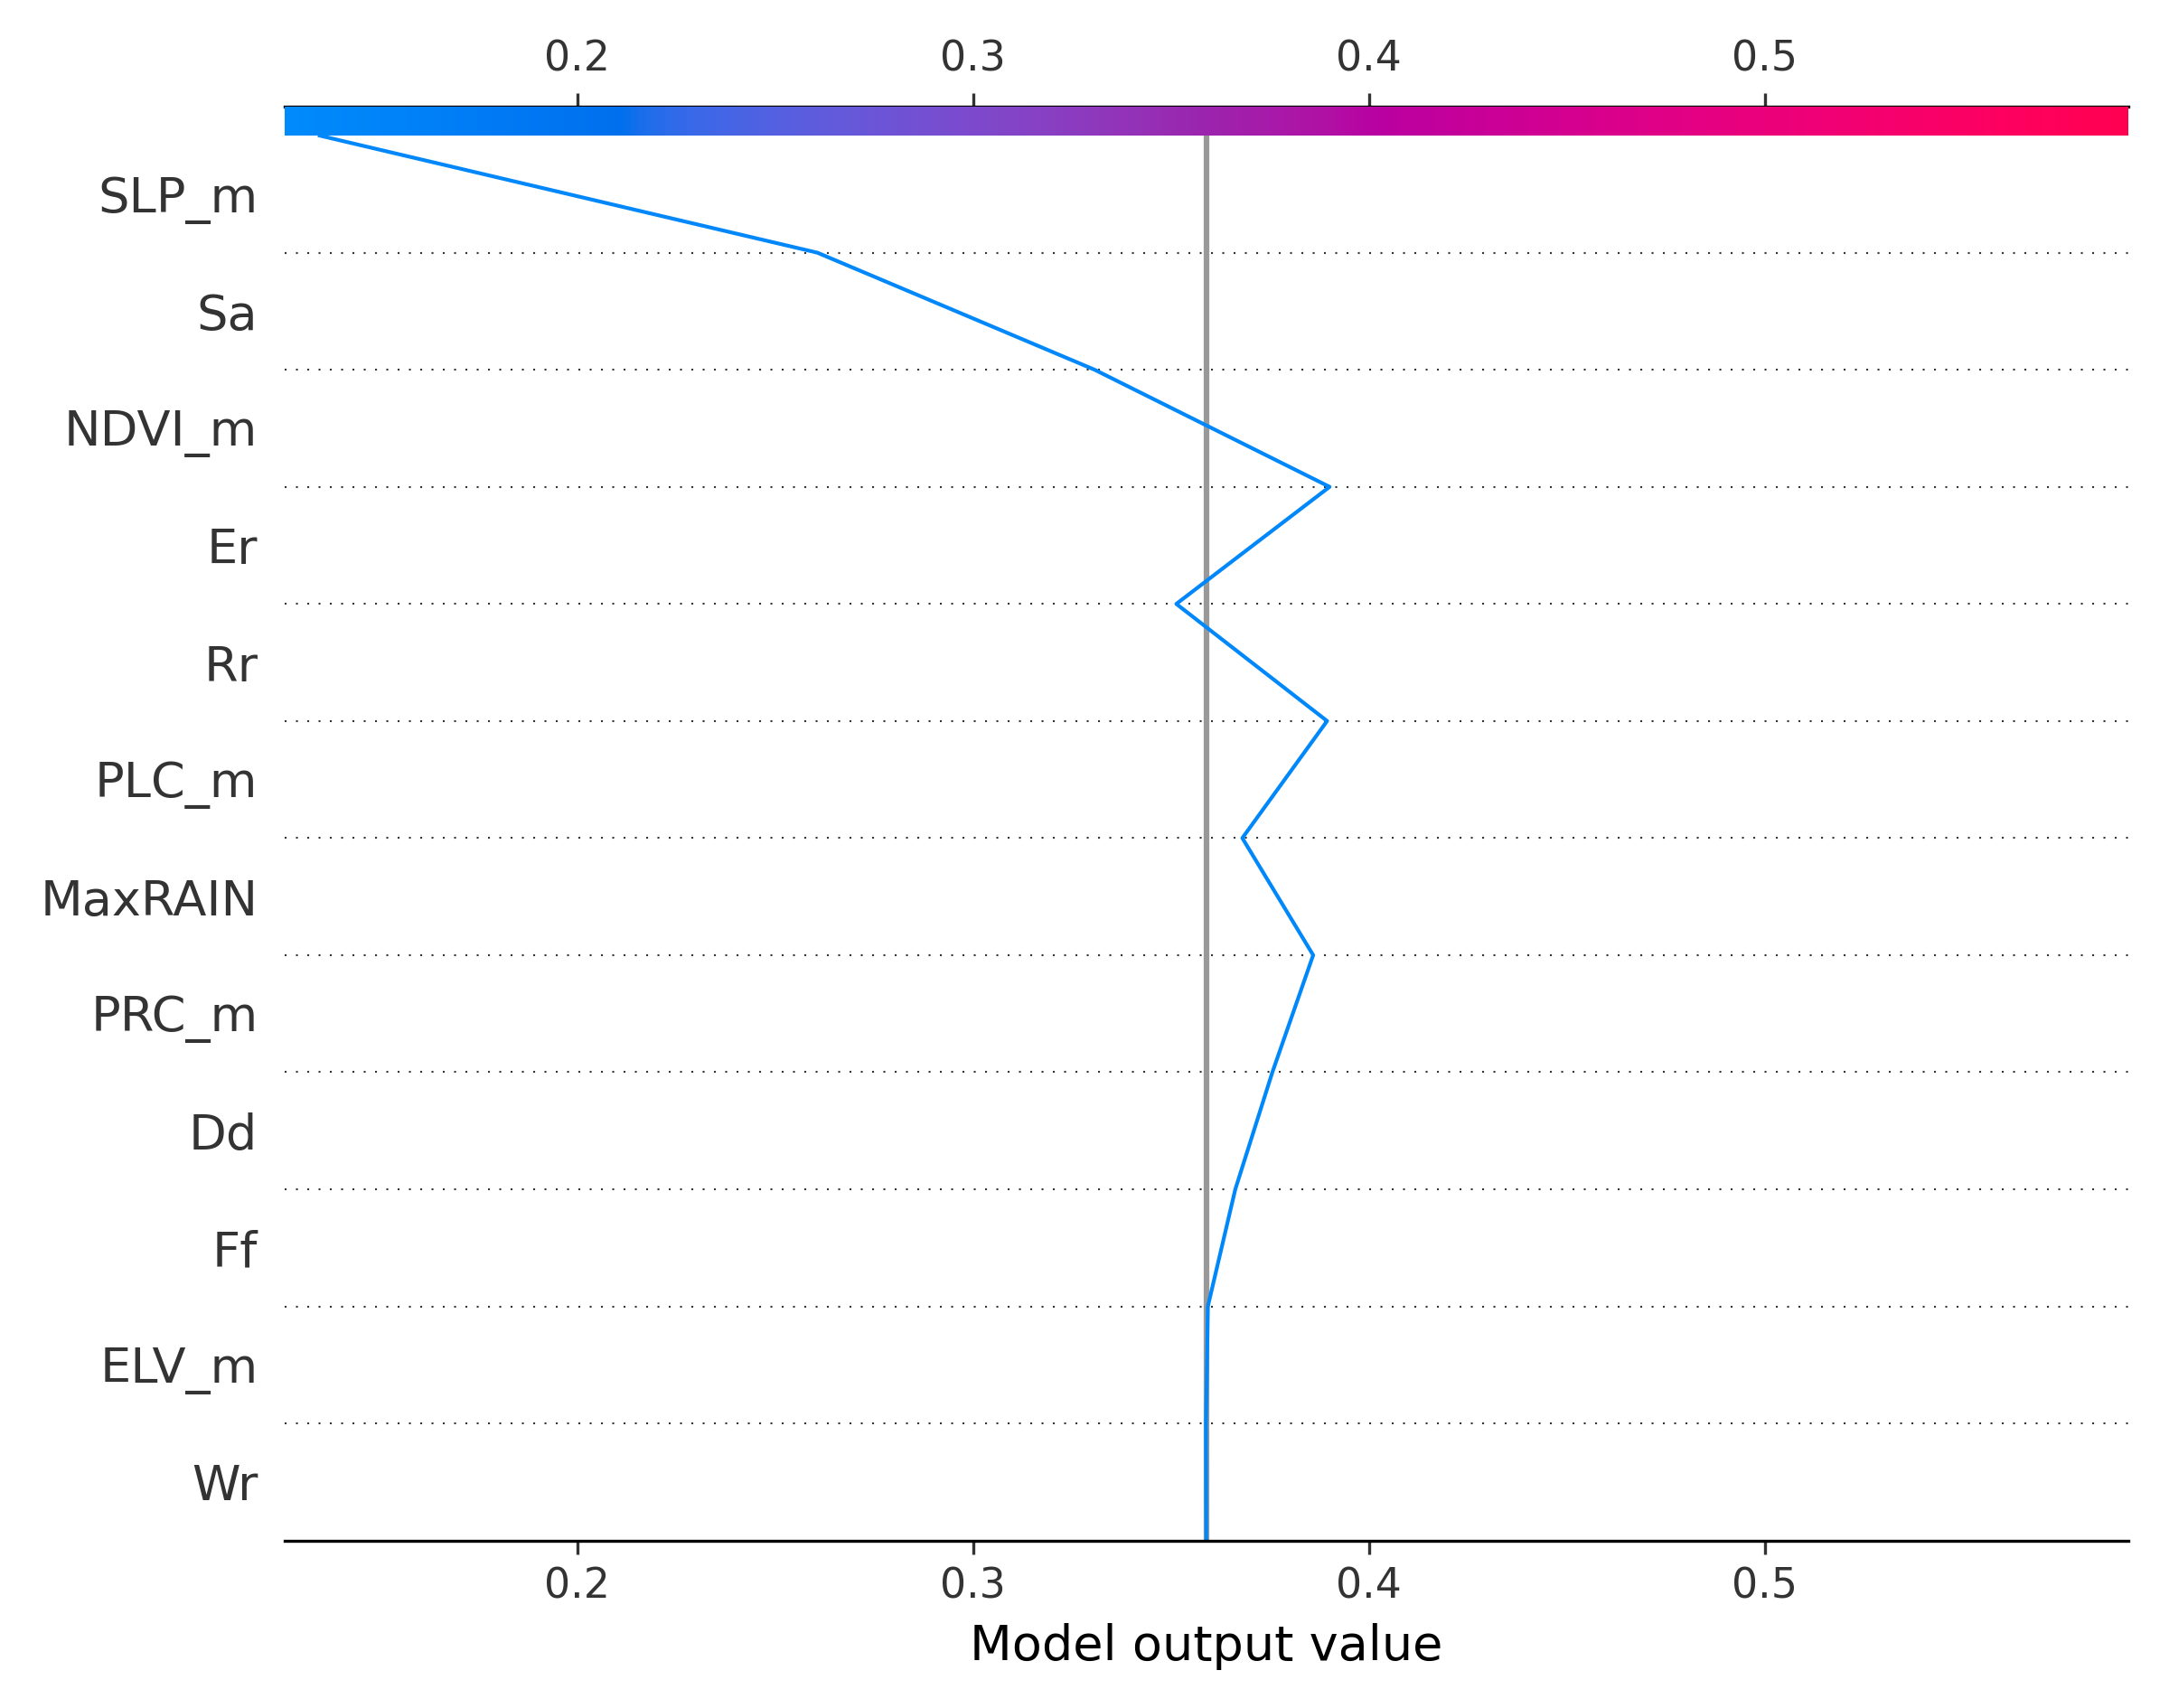 0.2 0.3 0.4 0.5
SLP_m
Sa
NDVI_m
Er
Rr
PLC_m
MaxRAIN
PRC_m
Dd
Ff
ELV_m
Wr
0.2 0.3 0.4 0.5
Model output value